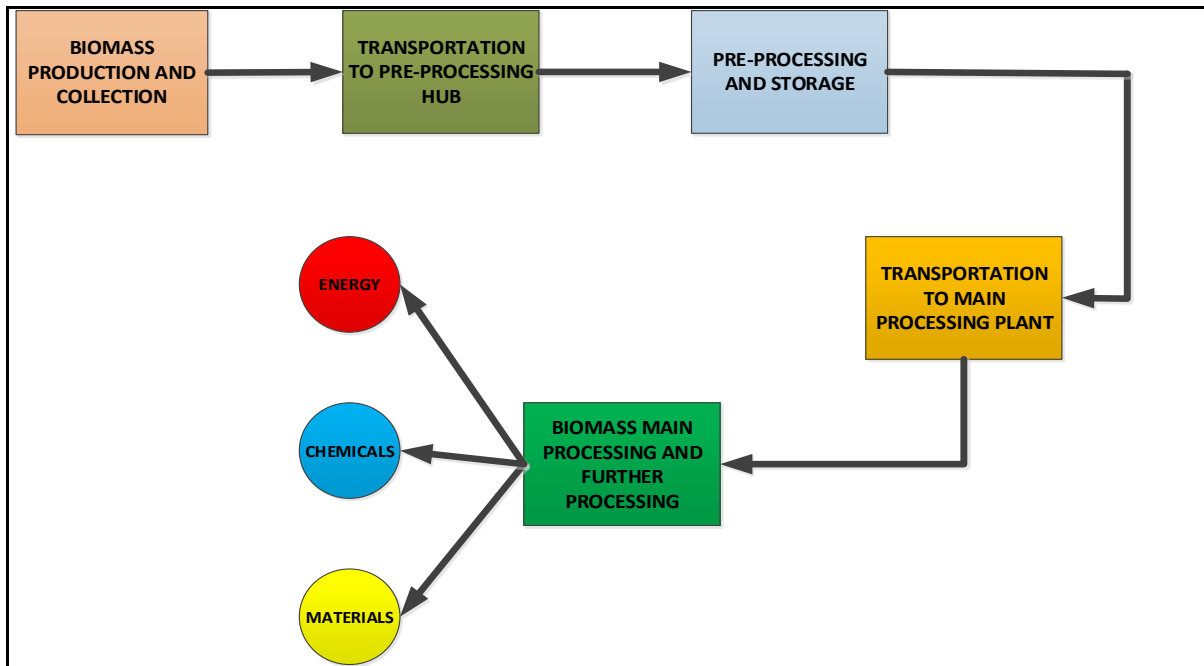 BIOMASS
PRODUCTION AND
COLLECTION
TRANSPORTATION
TO PRE-PROCESSING
HUB
PRE-PROCESSING
AND STORAGE
TRANSPORTATION
TO MAIN
PROCESSING PLANT
BIOMASS MAIN
PROCESSING AND
FURTHER
PROCESSING
ENERGY
CHEMICALS
MATERIALS